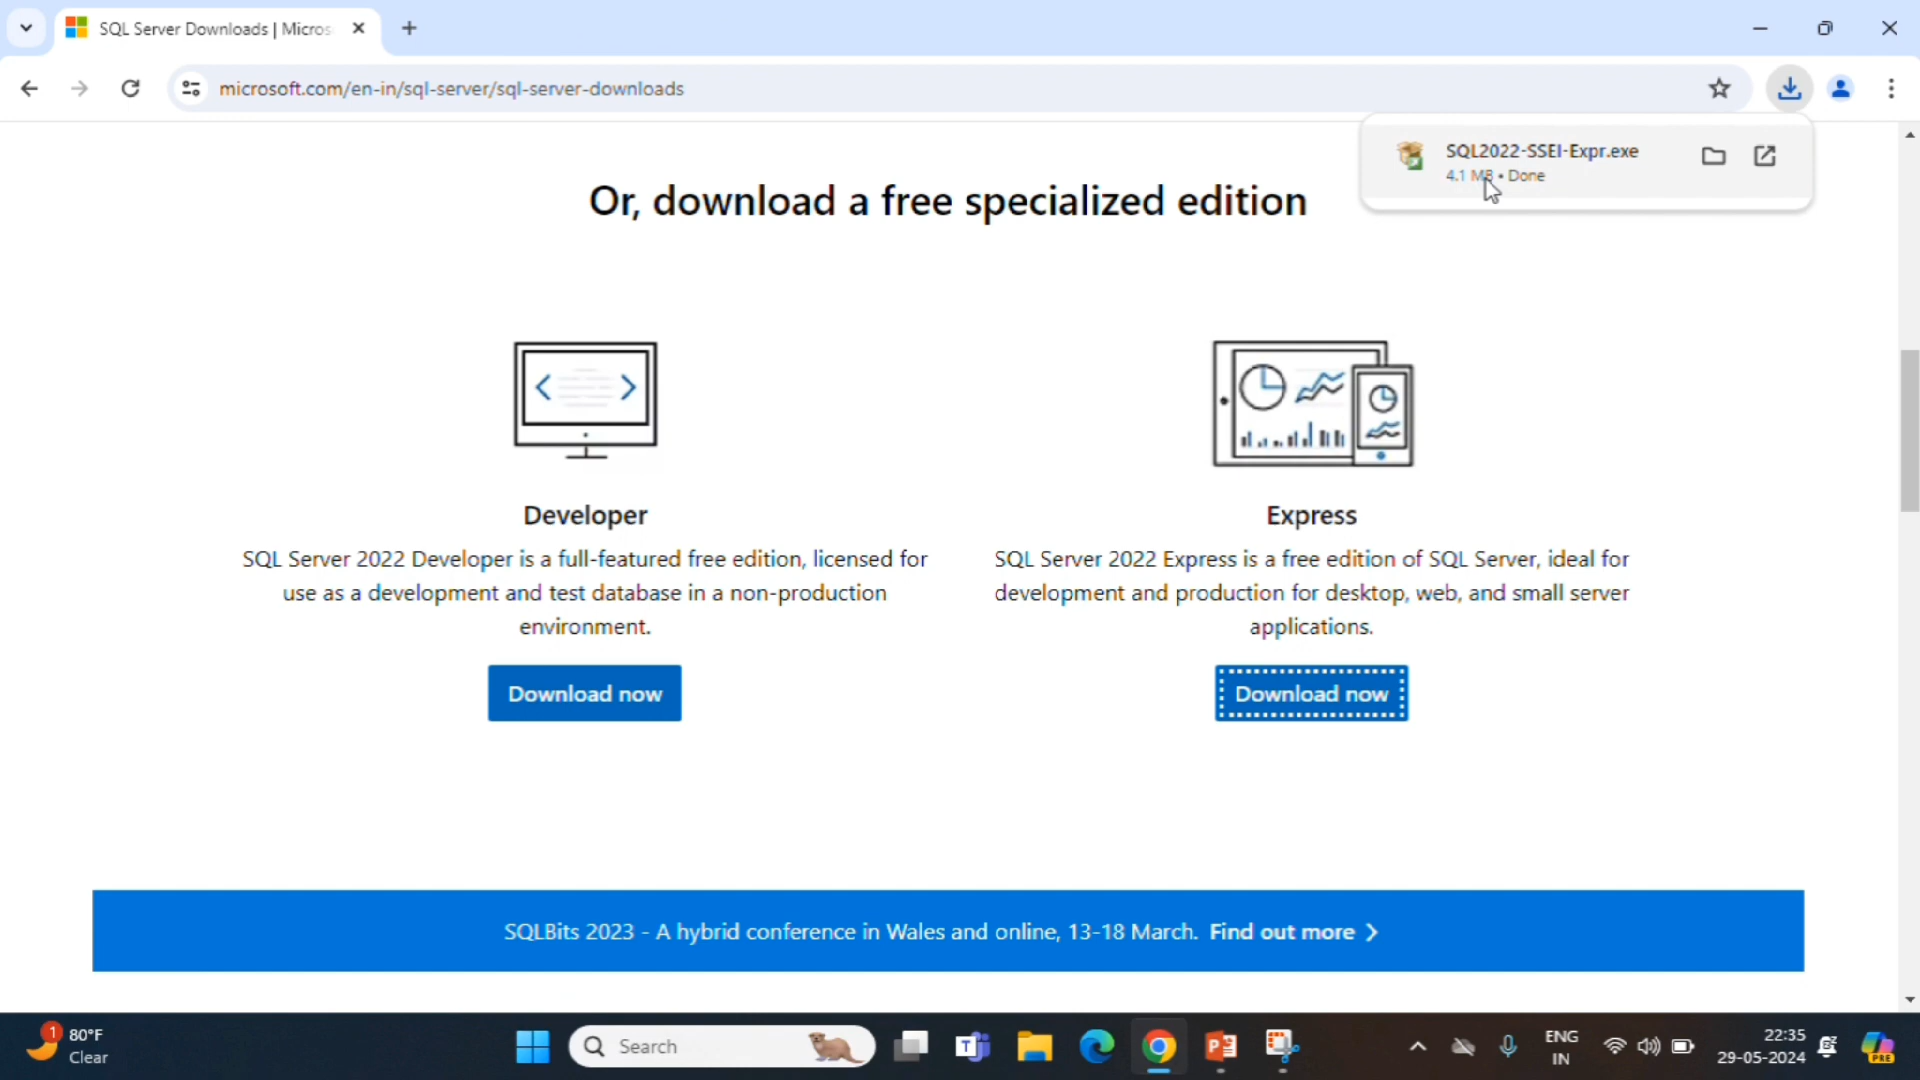 SQL Server Downloads | Micros
microsoft.com/en-in/sql-server/sql-server-downloads
SQL2022-SSEI-Expr.exe
4.1 MB • Done
Or, download a free specialized edition
Developer
SQL Server 2022 Developer is a full-featured free edition, licensed for
use as a development and test database in a non-production
environment.
Download now
Express
SQL Server 2022 Express is a free edition of SQL Server, ideal for
development and production for desktop, web, and small server
applications.
Download now
SQLBits 2023 - A hybrid conference in Wales and online, 13-18 March. Find out more
1
80°F
Clear
Search
ENG
IN
22:35
29-05-2024
PRE